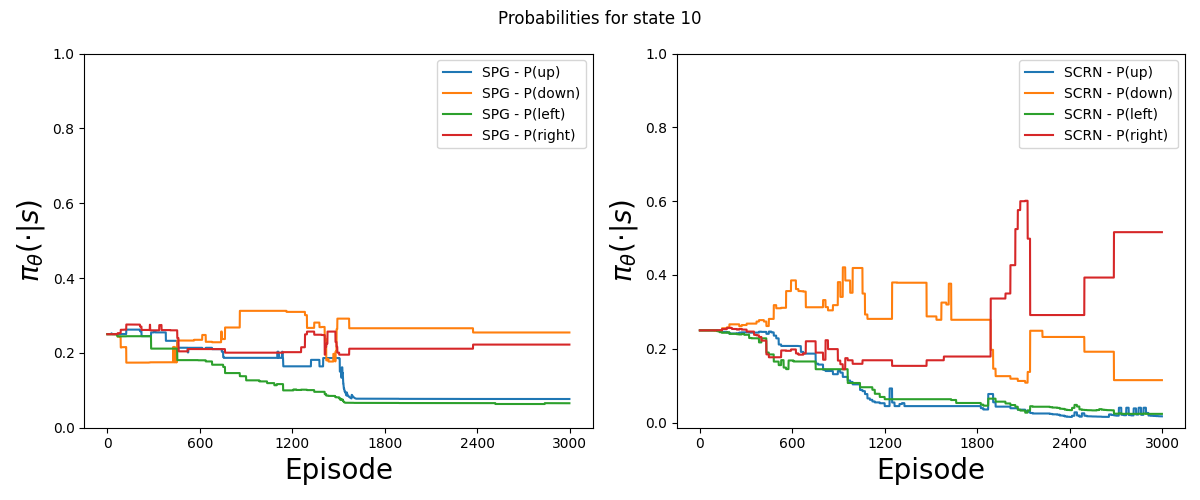 Probabilities for state 10
1.0
0.8
0.6
0.4
0.2
0.0
π_θ(·|s)
SPG - P(up)
SPG - P(down)
SPG - P(left)
SPG - P(right)
0 600 1200 1800 2400 3000
Episode
1.0
0.8
0.6
0.4
0.2
0.0
π_θ(·|s)
SCRN - P(up)
SCRN - P(down)
SCRN - P(left)
SCRN - P(right)
0 600 1200 1800 2400 3000
Episode